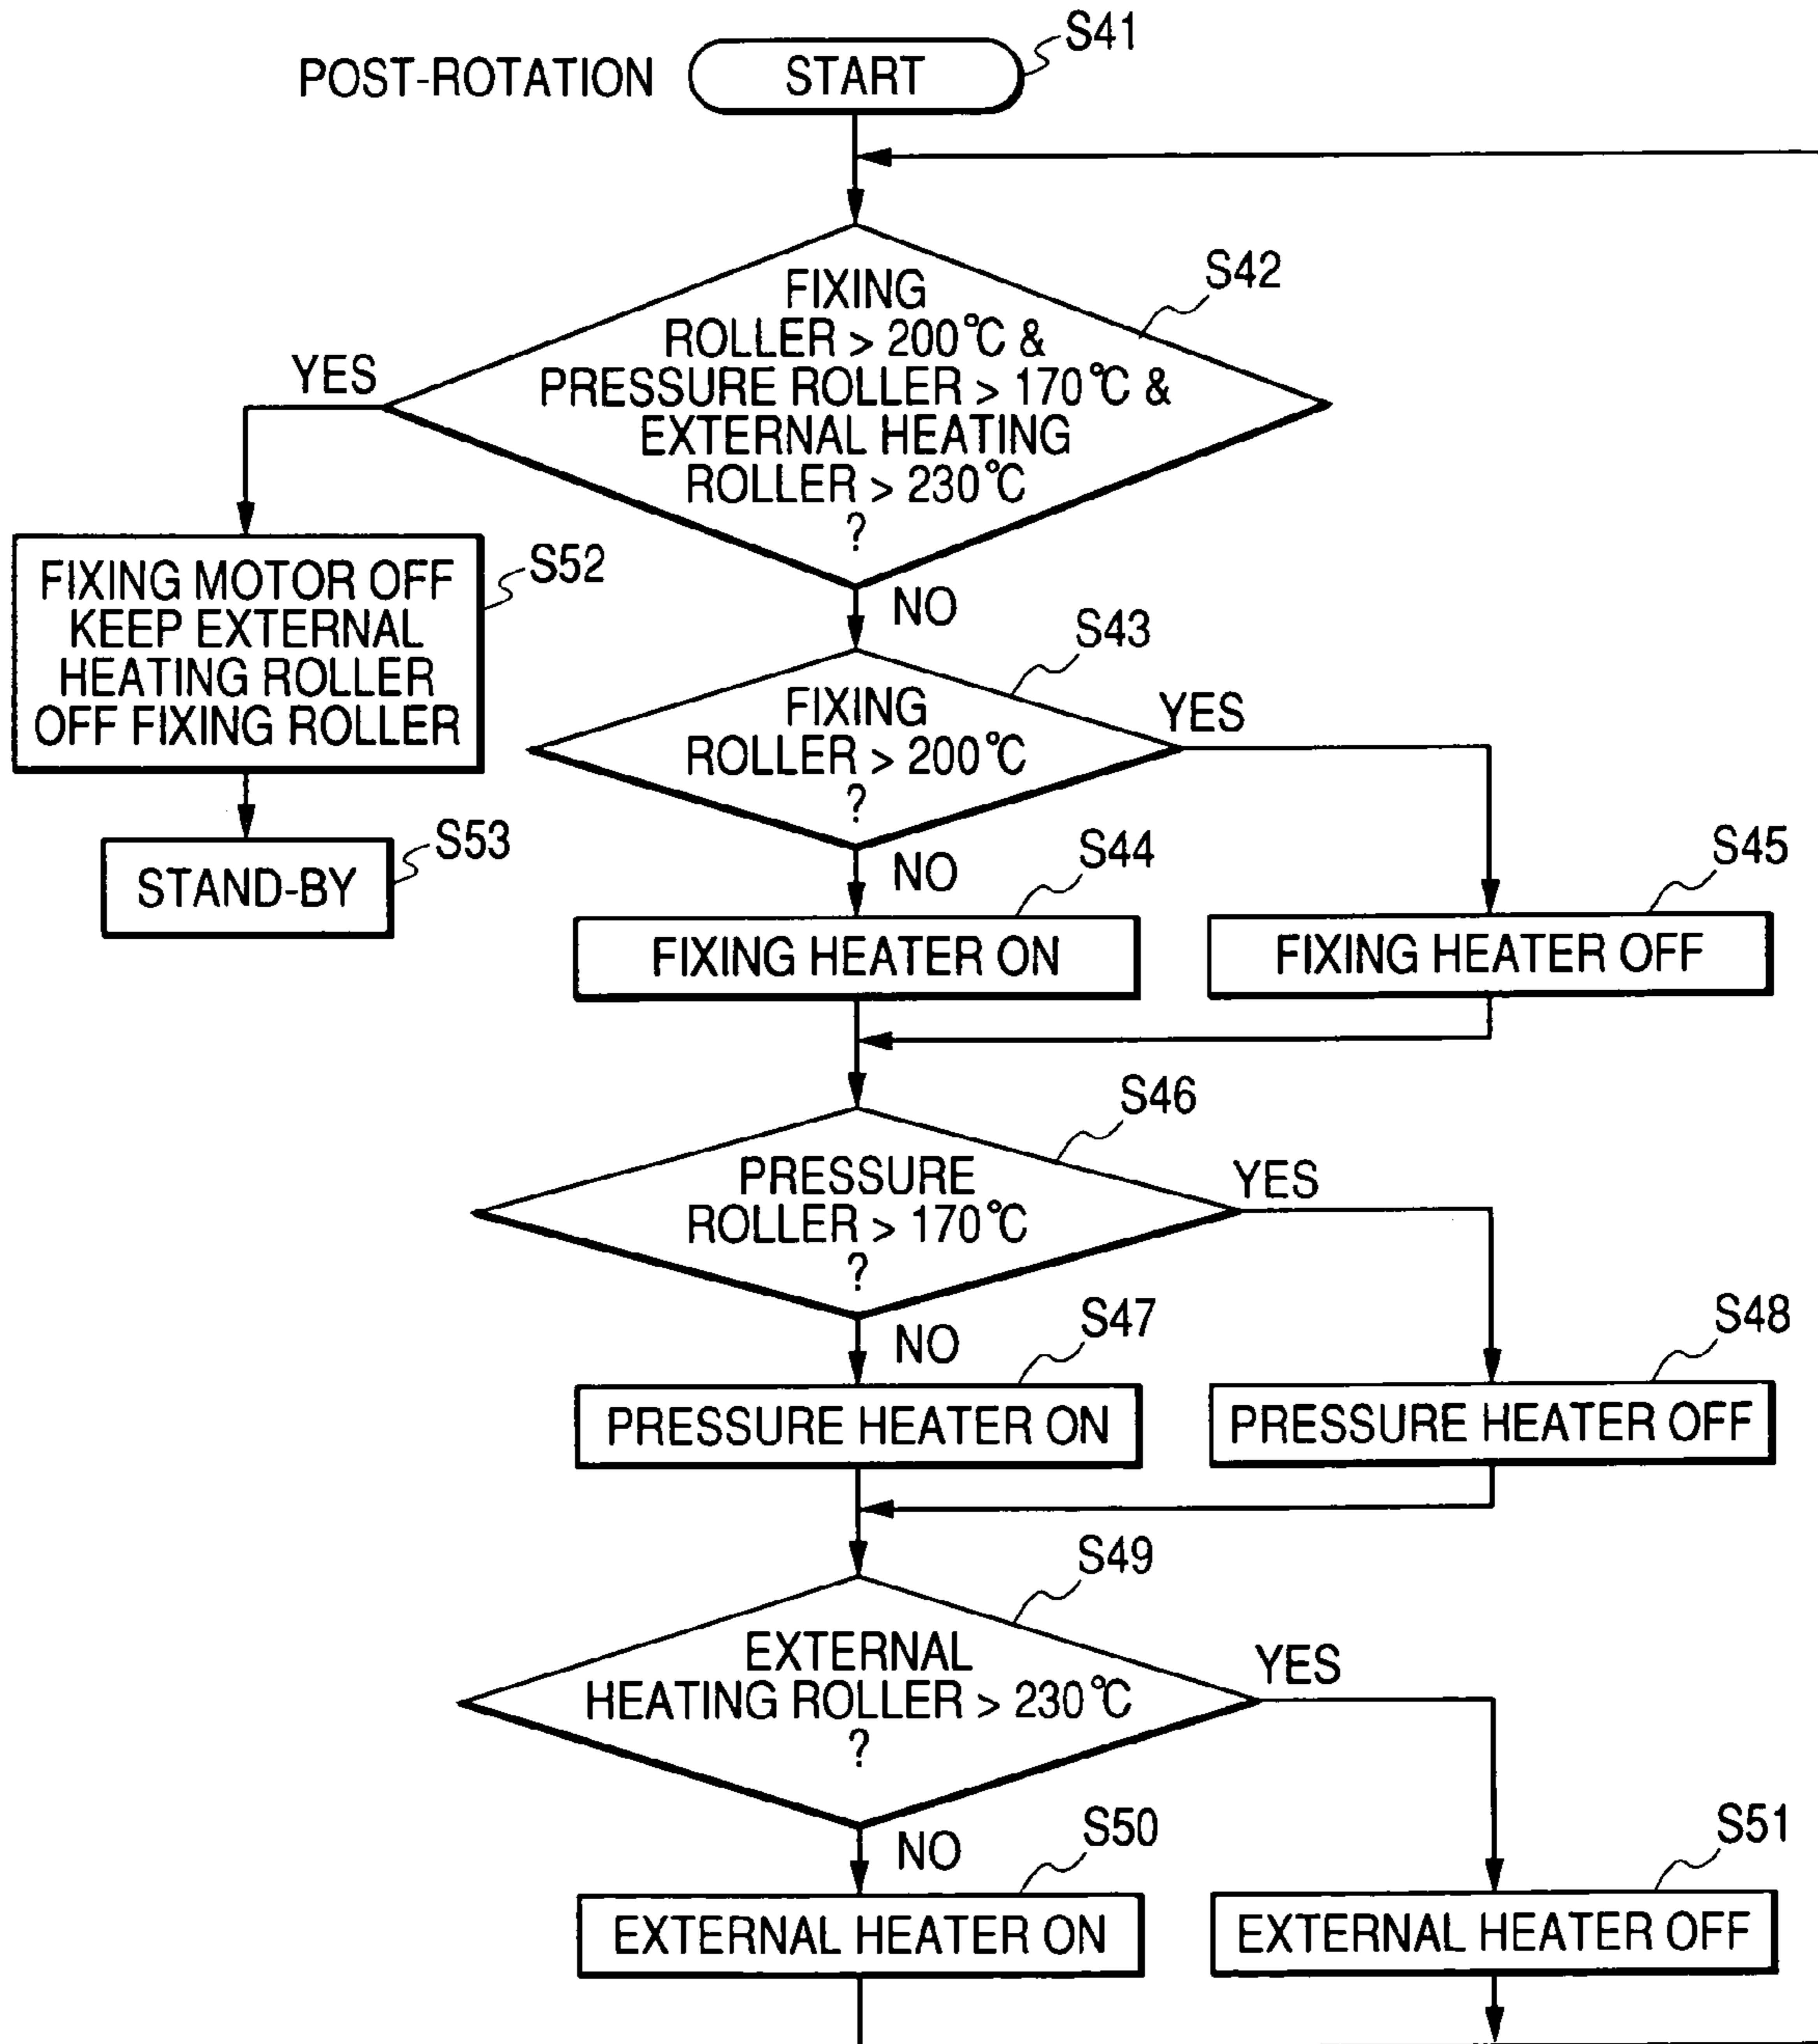 POST-ROTATION
START
S41
FIXING
ROLLER > 200°C &
PRESSURE ROLLER > 170°C &
EXTERNAL HEATING
ROLLER > 230°C
?
S42
YES
NO
FIXING MOTOR OFF
KEEP EXTERNAL
HEATING ROLLER
OFF FIXING ROLLER
S52
STAND-BY
S53
FIXING
ROLLER > 200°C
?
S43
YES
NO
S44
FIXING HEATER ON
S45
FIXING HEATER OFF
PRESSURE
ROLLER > 170°C
?
S46
YES
NO
S47
PRESSURE HEATER ON
S48
PRESSURE HEATER OFF
EXTERNAL
HEATING ROLLER > 230°C
?
S49
YES
NO
S50
EXTERNAL HEATER ON
S51
EXTERNAL HEATER OFF